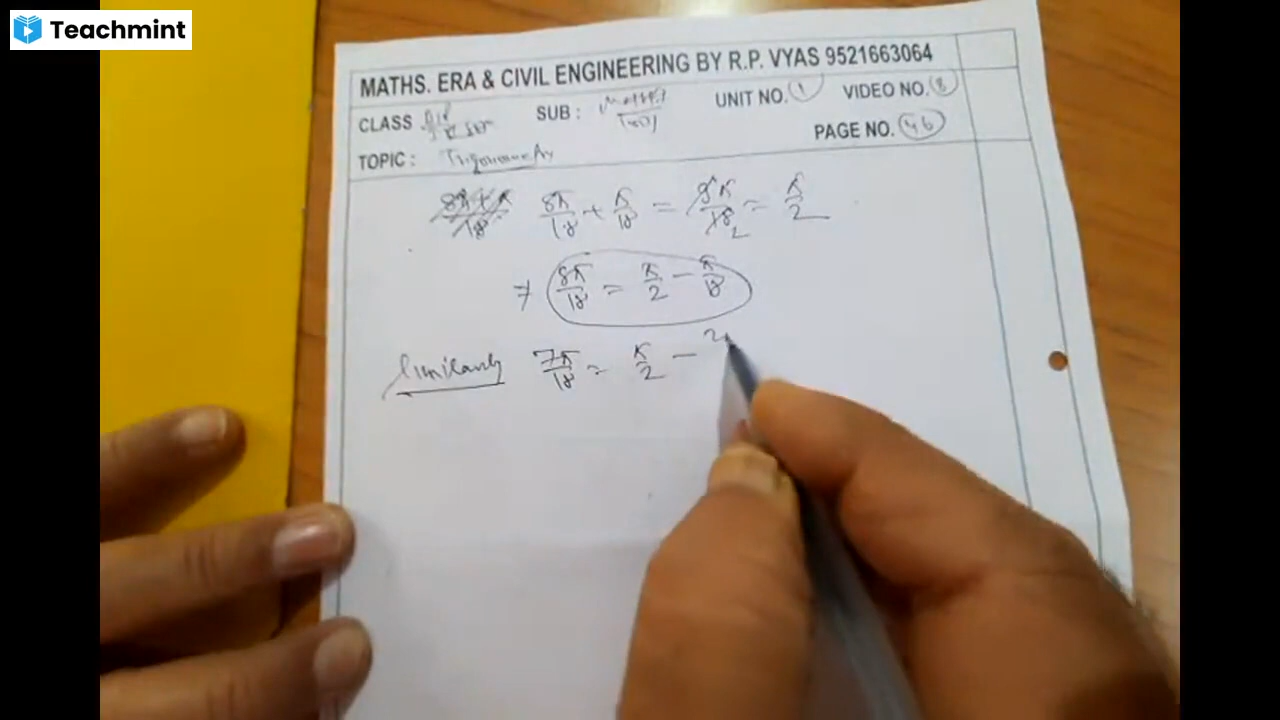 Teachmint
MATHS. ERA & CIVIL ENGINEERING BY R.P. VYAS 9521663064
CLASS SUB : UNIT NO. 1 VIDEO NO. 8
PAGE NO. 46
TOPIC : Trigonometry
8π/18 + π/18 = 9π/18 = π/2
⇒ 8π/18 = π/2 − π/18
Similarly 7π/18 = π/2 − 2